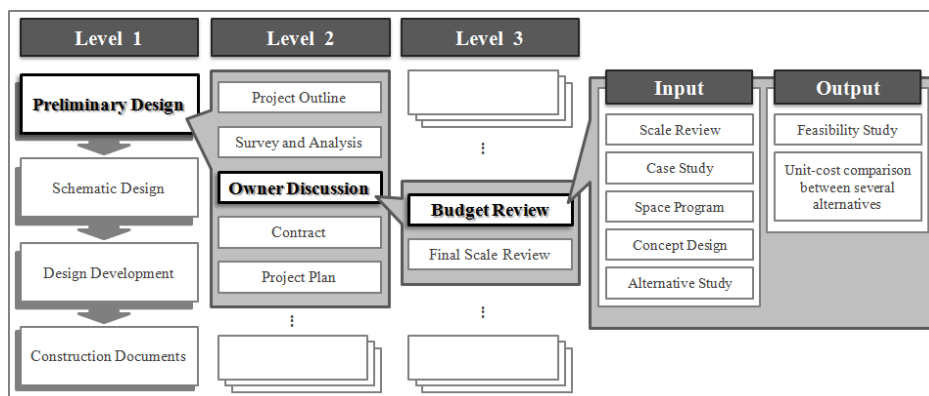 Level 1
Preliminary Design
Schematic Design
Design Development
Construction Documents
Level 2
Project Outline
Survey and Analysis
Owner Discussion
Contract
Project Plan
⋮
Level 3
⋮
Budget Review
Final Scale Review
⋮
Input
Scale Review
Case Study
Space Program
Concept Design
Alternative Study
Output
Feasibility Study
Unit-cost comparison
between several
alternatives